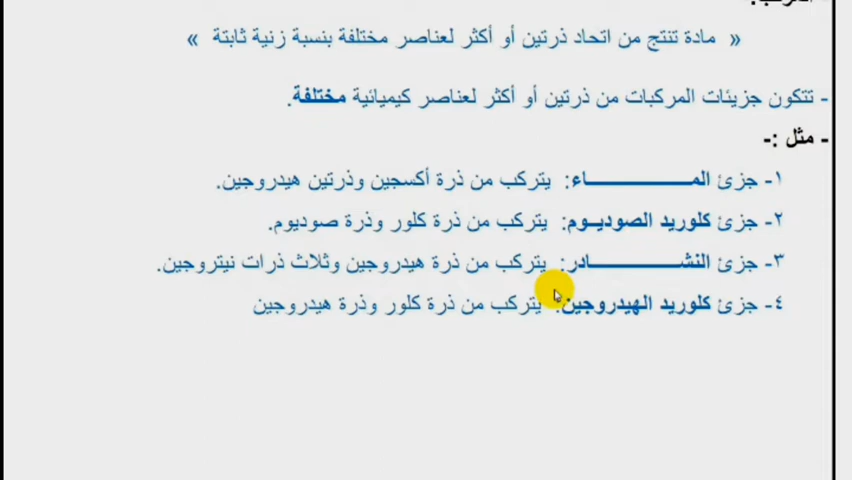 « مادة تنتج من اتحاد ذرتين أو أكثر لعناصر مختلفة بنسبة زنية ثابتة »
- تتكون جزيئات المركبات من ذرتين أو أكثر لعناصر كيميائية مختلفة.
- مثل :-
١- جزئ المـــــــــــاء: يتركب من ذرة أكسجين وذرتين هيدروجين.
٢- جزئ كلوريد الصوديــوم: يتركب من ذرة كلور وذرة صوديوم.
٣- جزئ النشـــــــــــادر: يتركب من ذرة هيدروجين وثلاث ذرات نيتروجين.
٤- جزئ كلوريد الهيدروجين: يتركب من ذرة كلور وذرة هيدروجين